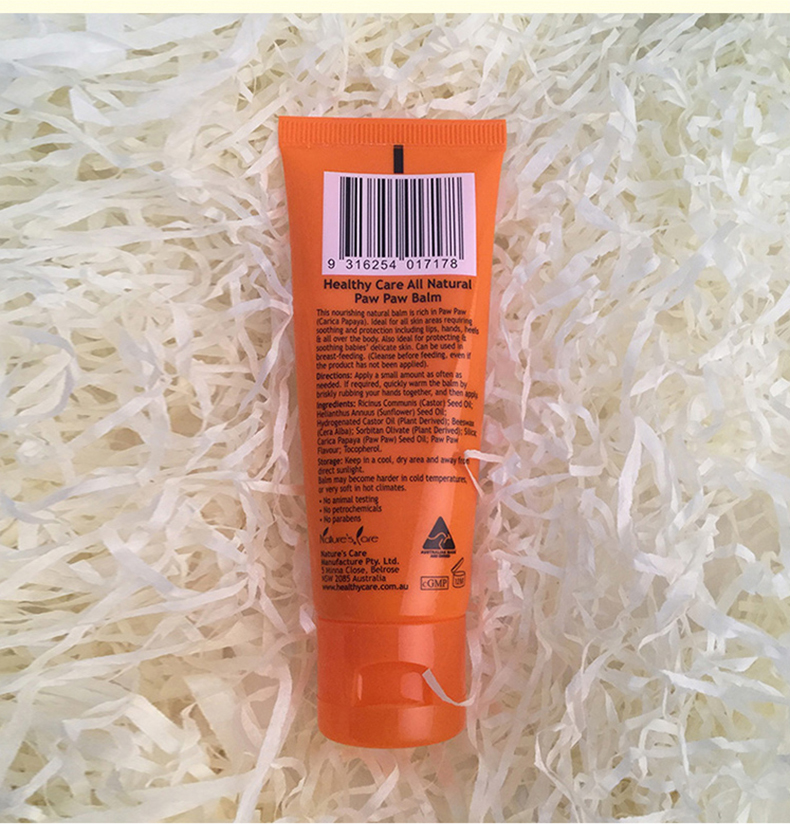 9 316254 017178
Healthy Care All Natural
Paw Paw Balm
This nourishing natural balm is rich in Paw Paw
(Carica Papaya). Ideal for all skin areas requiring
soothing and protection including lips, hands, heels
& all over the body. Also ideal for protecting &
soothing babies' delicate skin. Can be used in
breast-feeding. (Cleanse before feeding, even if
the product has not been applied).
Directions: Apply a small amount as often as
needed. If required, quickly warm the balm by
briskly rubbing your hands together, and then apply.
Ingredients: Ricinus Communis (Castor) Seed Oil;
Helianthus Annuus (Sunflower) Seed Oil;
Hydrogenated Castor Oil (Plant Derived); Beeswax
(Cera Alba); Sorbitan Olivate (Plant Derived); Silica;
Carica Papaya (Paw Paw) Seed Oil; Paw Paw
Flavour; Tocopherol.
Storage: Keep in a cool, dry area and away from
direct sunlight.
Balm may become harder in cold temperatures
or very soft in hot climates.
• No animal testing
• No petrochemicals
• No parabens
Nature's Care
AUSTRALIAN MADE
AND OWNED
Nature's Care
Manufacture Pty. Ltd.
5 Minna Close, Belrose
NSW 2085 Australia
www.healthycare.com.au
cGMP
12M